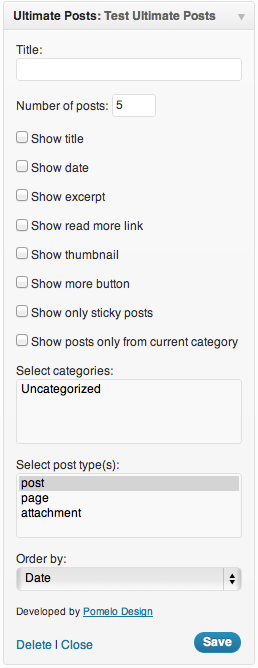 Ultimate Posts: Test Ultimate Posts
Title:
Number of posts: 5
Show title
Show date
Show excerpt
Show read more link
Show thumbnail
Show more button
Show only sticky posts
Show posts only from current category
Select categories:
Uncategorized
Select post type(s):
post
page
attachment
Order by:
Date
Developed by Pomelo Design
Delete | Close Save